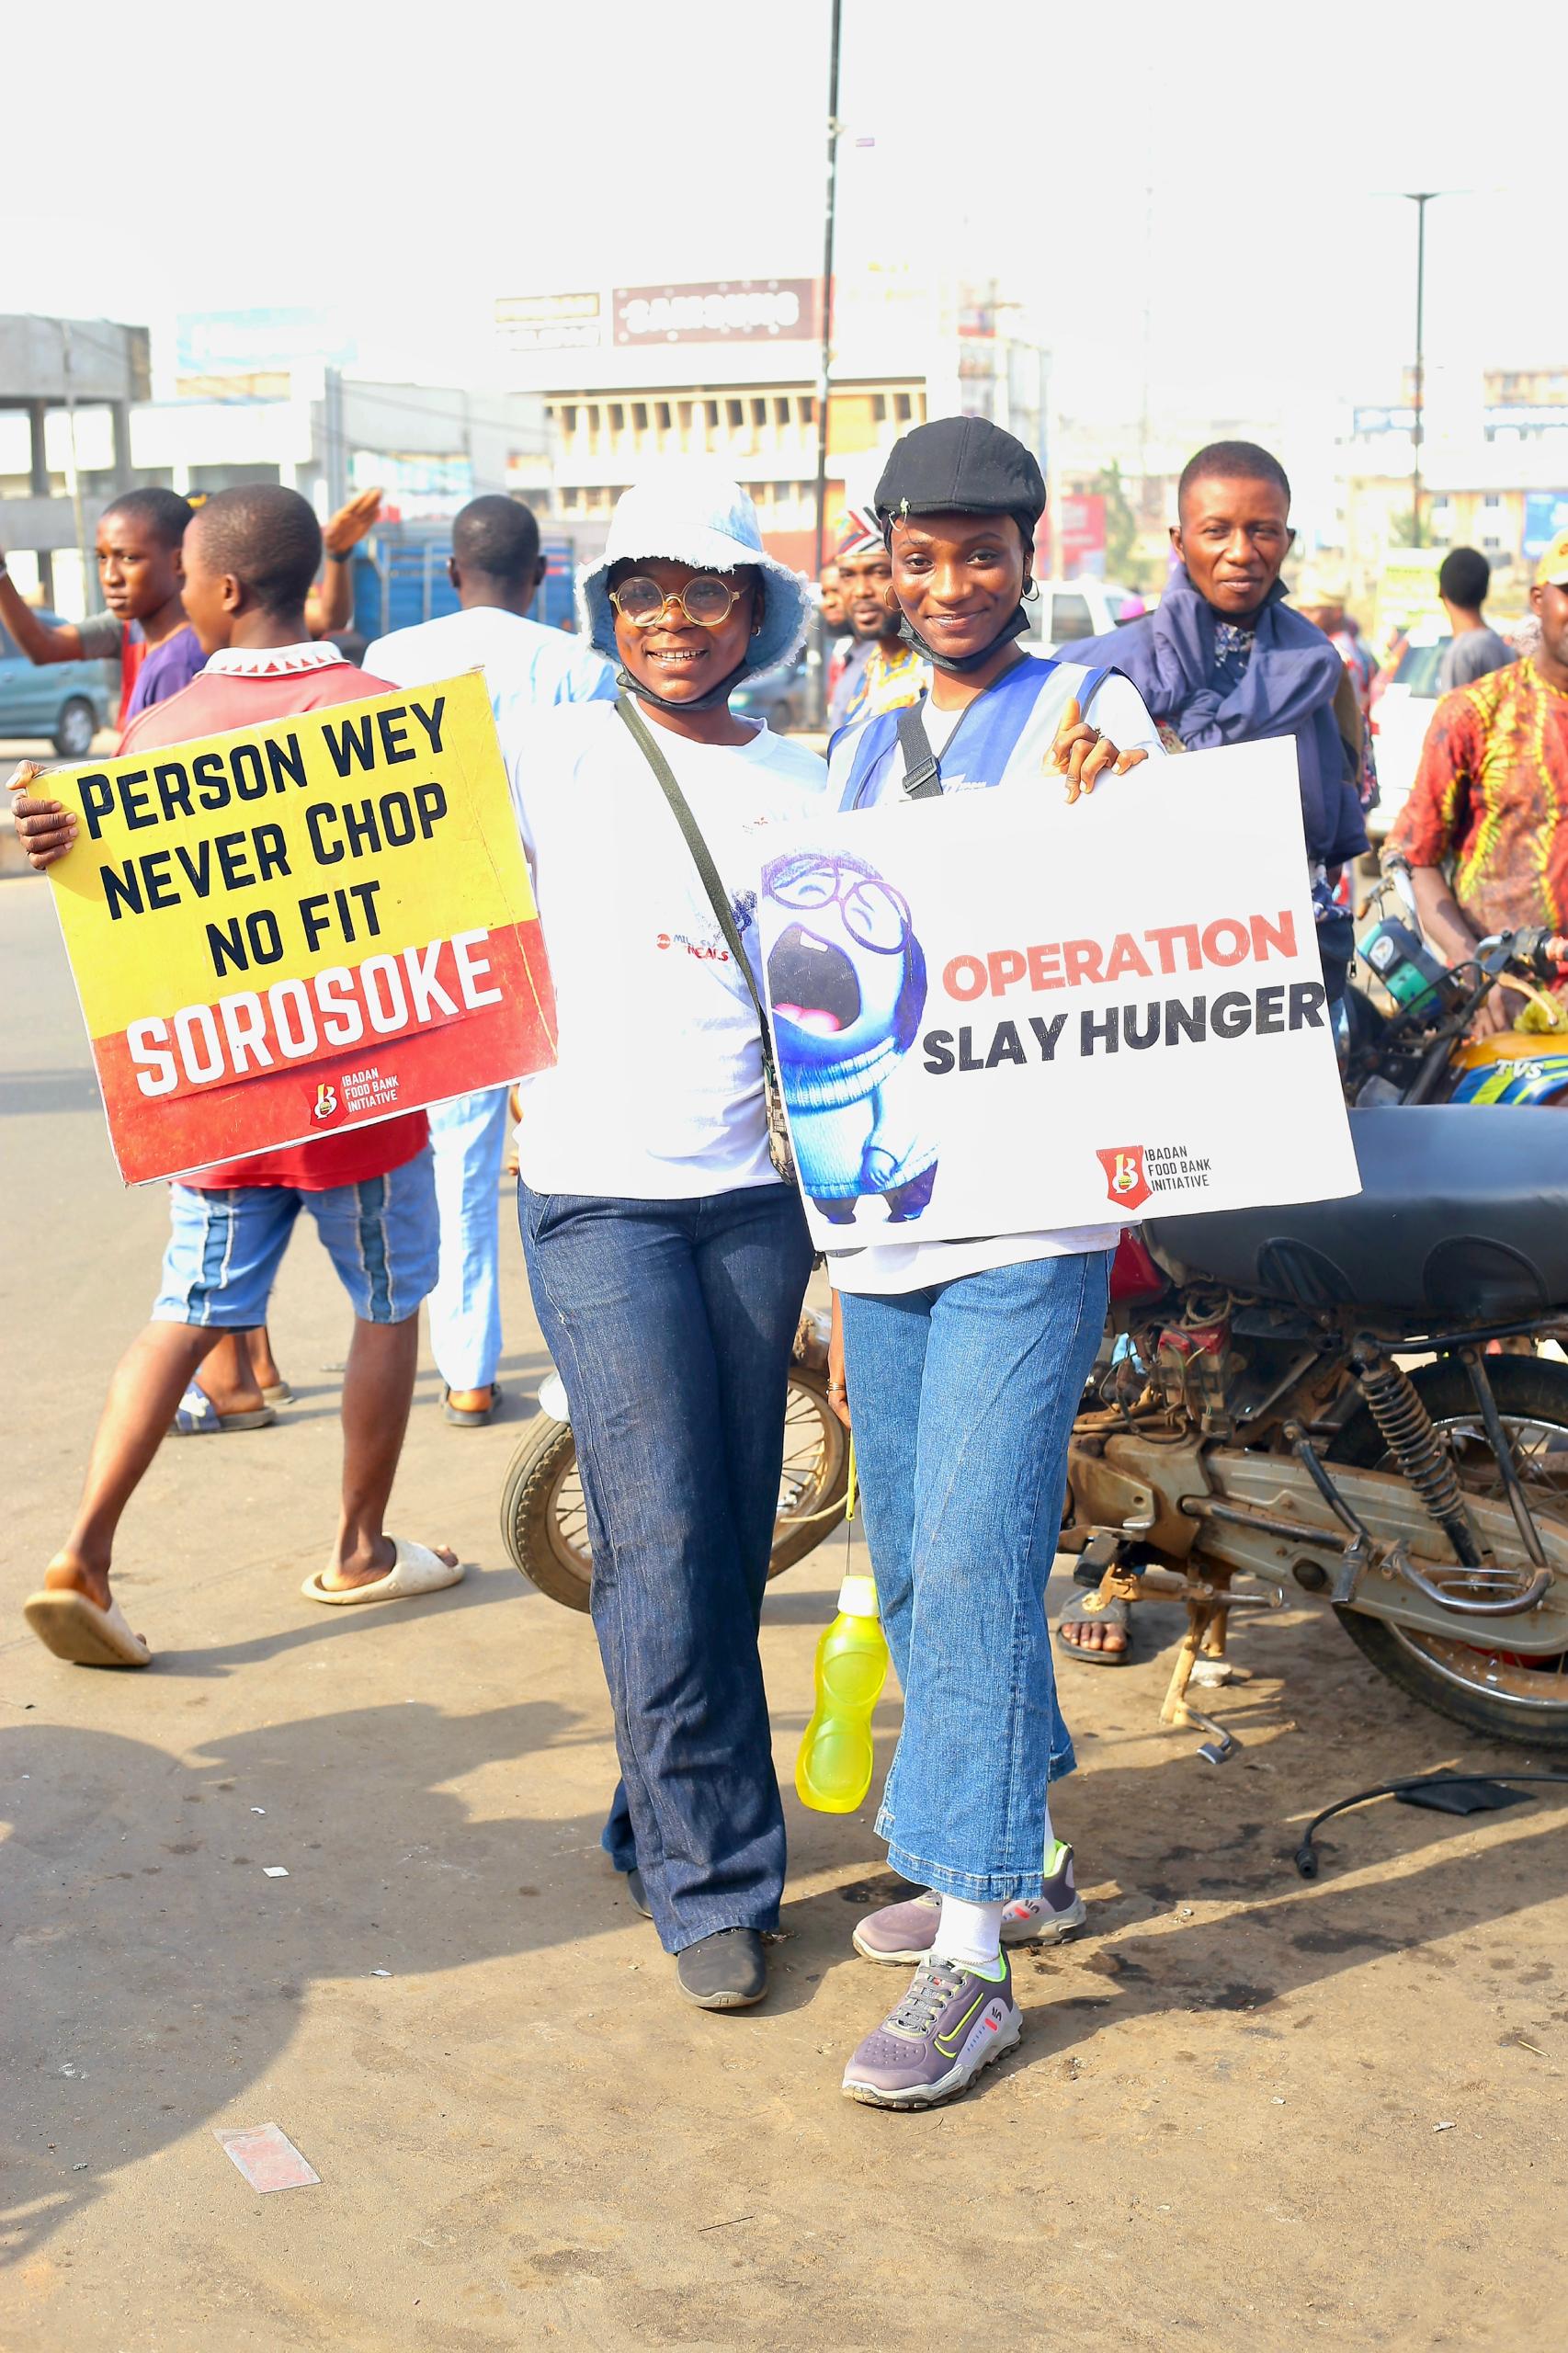 SAMSUNG
PERSON WEY
NEVER CHOP
NO FIT
SOROSOKE
IBADAN
FOOD BANK
INITIATIVE
OPERATION
SLAY HUNGER
IBADAN
FOOD BANK
INITIATIVE
TVS